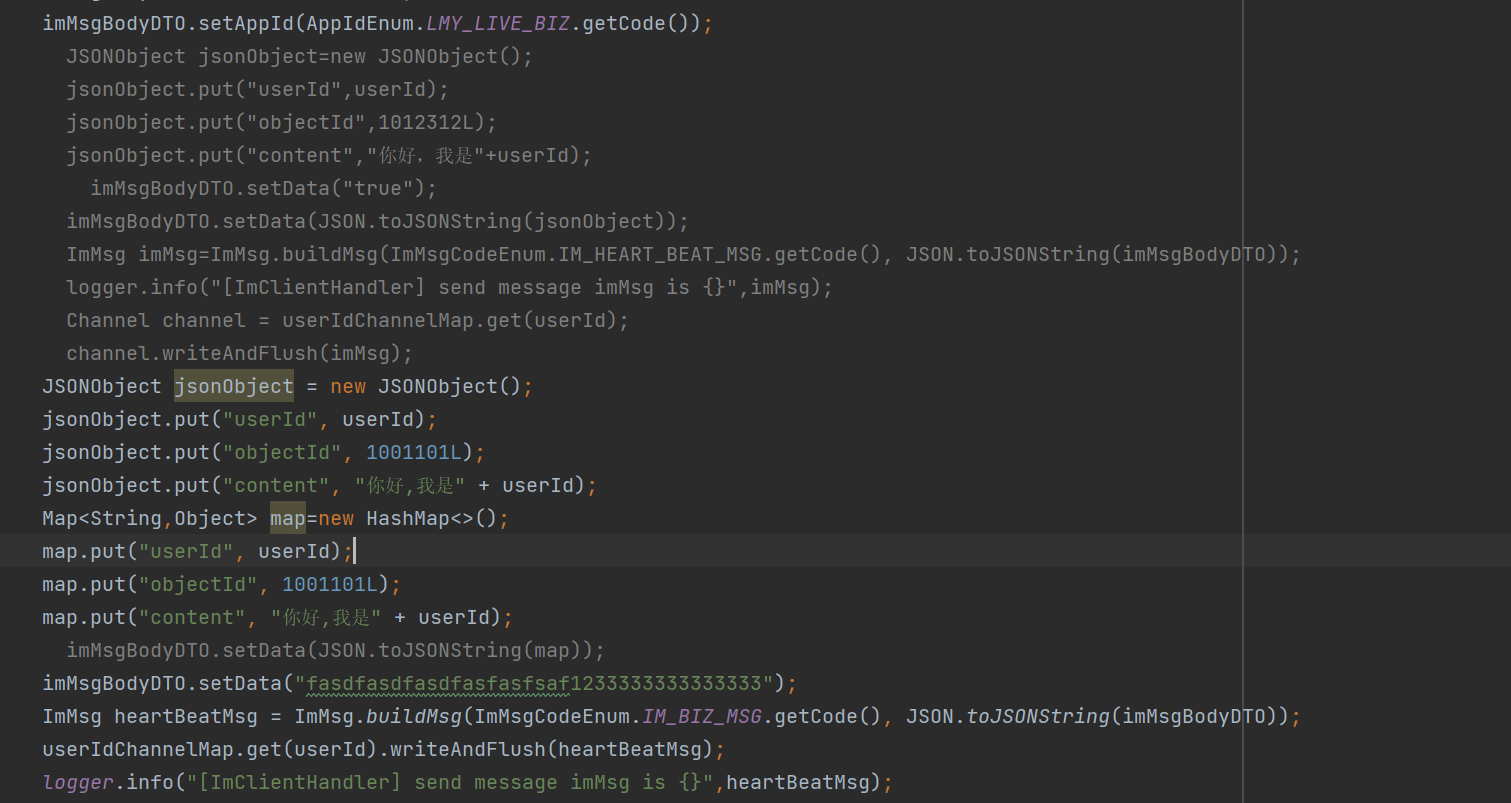 imMsgBodyDTO.setAppId(AppIdEnum.LMY_LIVE_BIZ.getCode());
JSONObject jsonObject=new JSONObject();
jsonObject.put("userId",userId);
jsonObject.put("objectId",1012312L);
jsonObject.put("content","你好，我是"+userId);
imMsgBodyDTO.setData("true");
imMsgBodyDTO.setData(JSON.toJSONString(jsonObject));
ImMsg imMsg=ImMsg.buildMsg(ImMsgCodeEnum.IM_HEART_BEAT_MSG.getCode(), JSON.toJSONString(imMsgBodyDTO));
logger.info("[ImClientHandler] send message imMsg is {}",imMsg);
Channel channel = userIdChannelMap.get(userId);
channel.writeAndFlush(imMsg);
JSONObject jsonObject = new JSONObject();
jsonObject.put("userId", userId);
jsonObject.put("objectId", 1001101L);
jsonObject.put("content", "你好,我是" + userId);
Map<String,Object> map=new HashMap<>();
map.put("userId", userId);
map.put("objectId", 1001101L);
map.put("content", "你好,我是" + userId);
imMsgBodyDTO.setData(JSON.toJSONString(map));
imMsgBodyDTO.setData("fasdfasdfasdfasfasfsaf1233333333333333");
ImMsg heartBeatMsg = ImMsg.buildMsg(ImMsgCodeEnum.IM_BIZ_MSG.getCode(), JSON.toJSONString(imMsgBodyDTO));
userIdChannelMap.get(userId).writeAndFlush(heartBeatMsg);
logger.info("[ImClientHandler] send message imMsg is {}",heartBeatMsg);